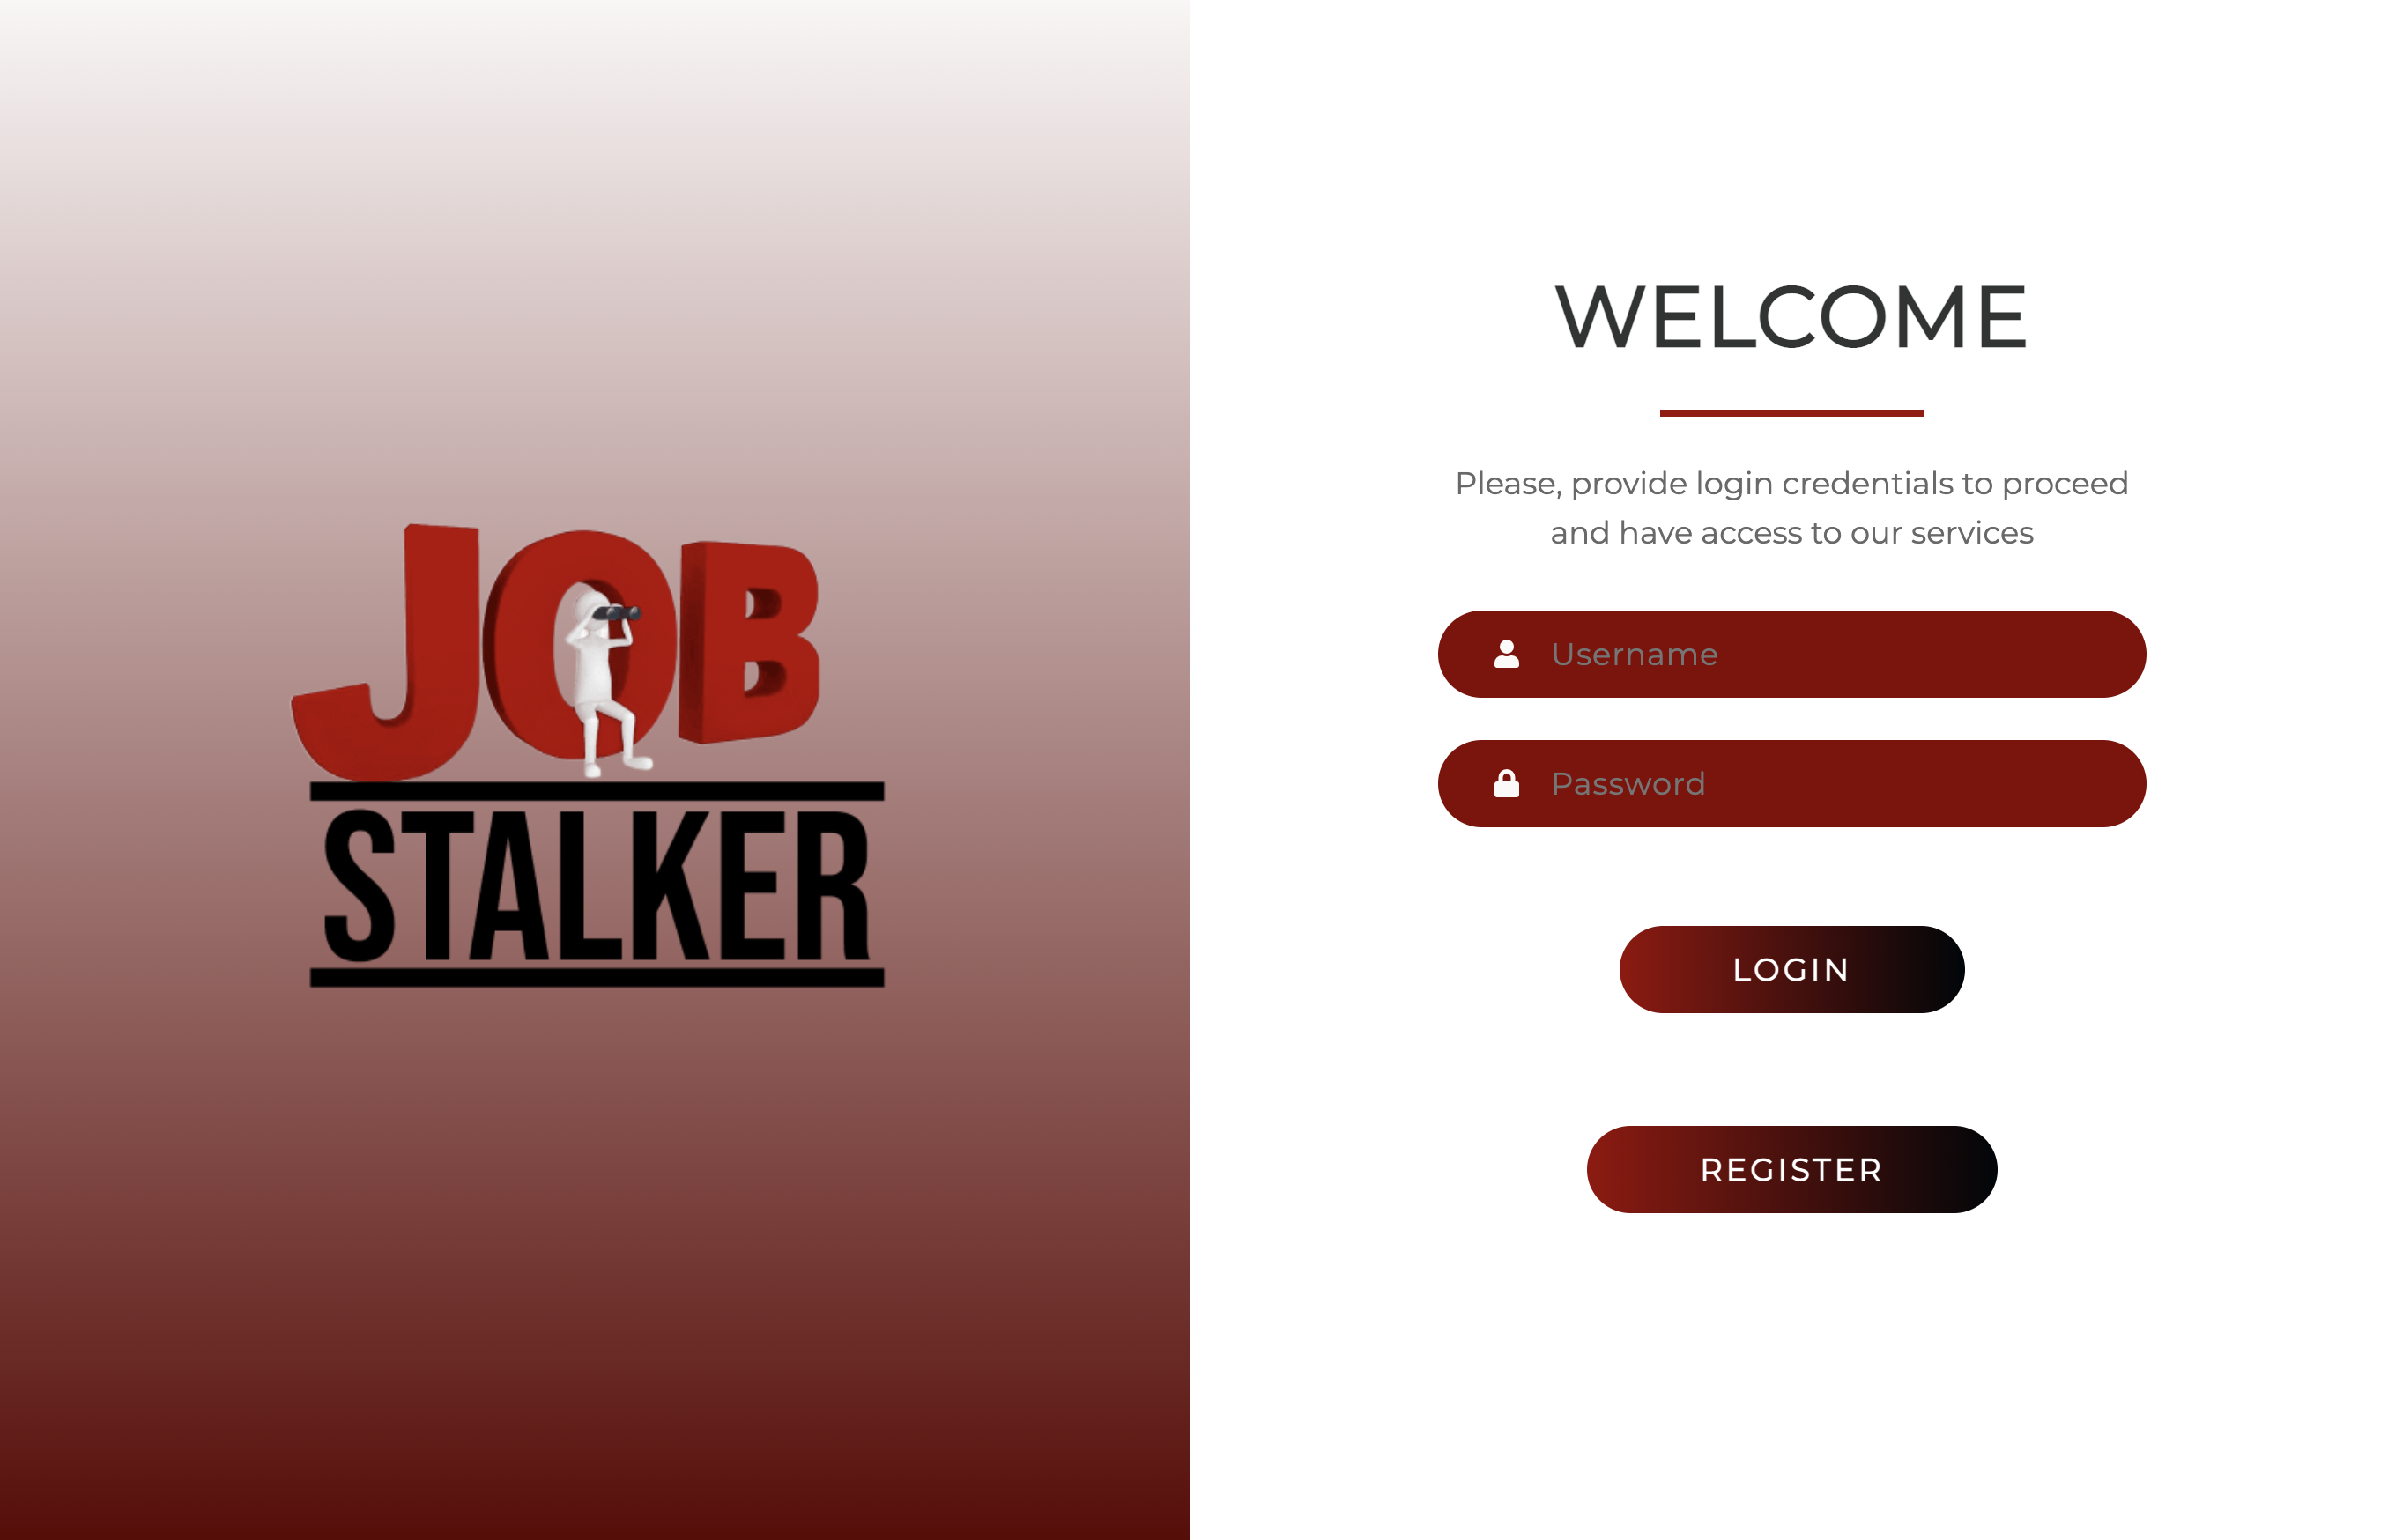 JOB
STALKER
WELCOME
Please, provide login credentials to proceed
and have access to our services
Username
Password
LOGIN
REGISTER